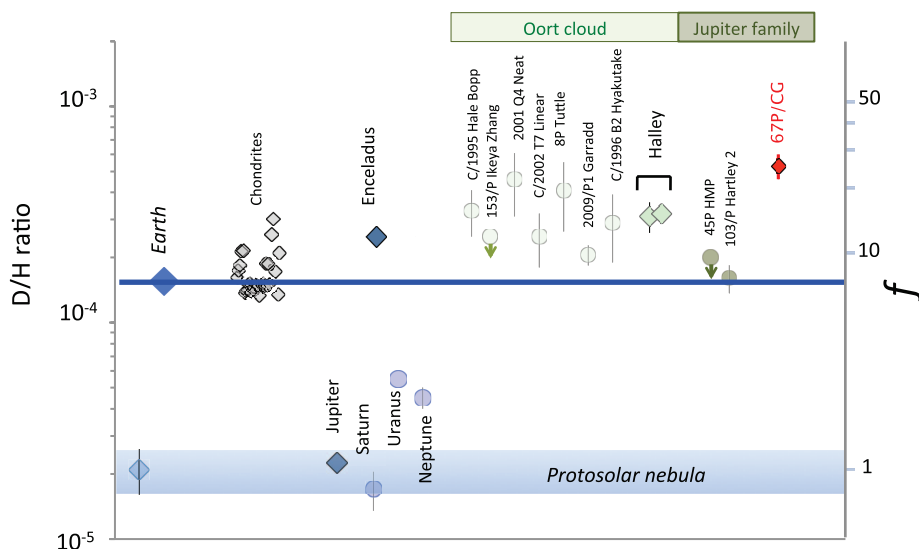 Oort cloud
Jupiter family
10-3
10-4
10-5
D/H ratio
Earth
Chondrites
Enceladus
C/1995 Hale Bopp
153/P Ikeya Zhang
2001 Q4 Neat
C/2002 T7 Linear
8P Tuttle
2009/P1 Garradd
C/1996 B2 Hyakutake
Halley
45P HMP
103/P Hartley 2
67P/CG
50
10
1
f
Jupiter
Saturn
Uranus
Neptune
Protosolar nebula